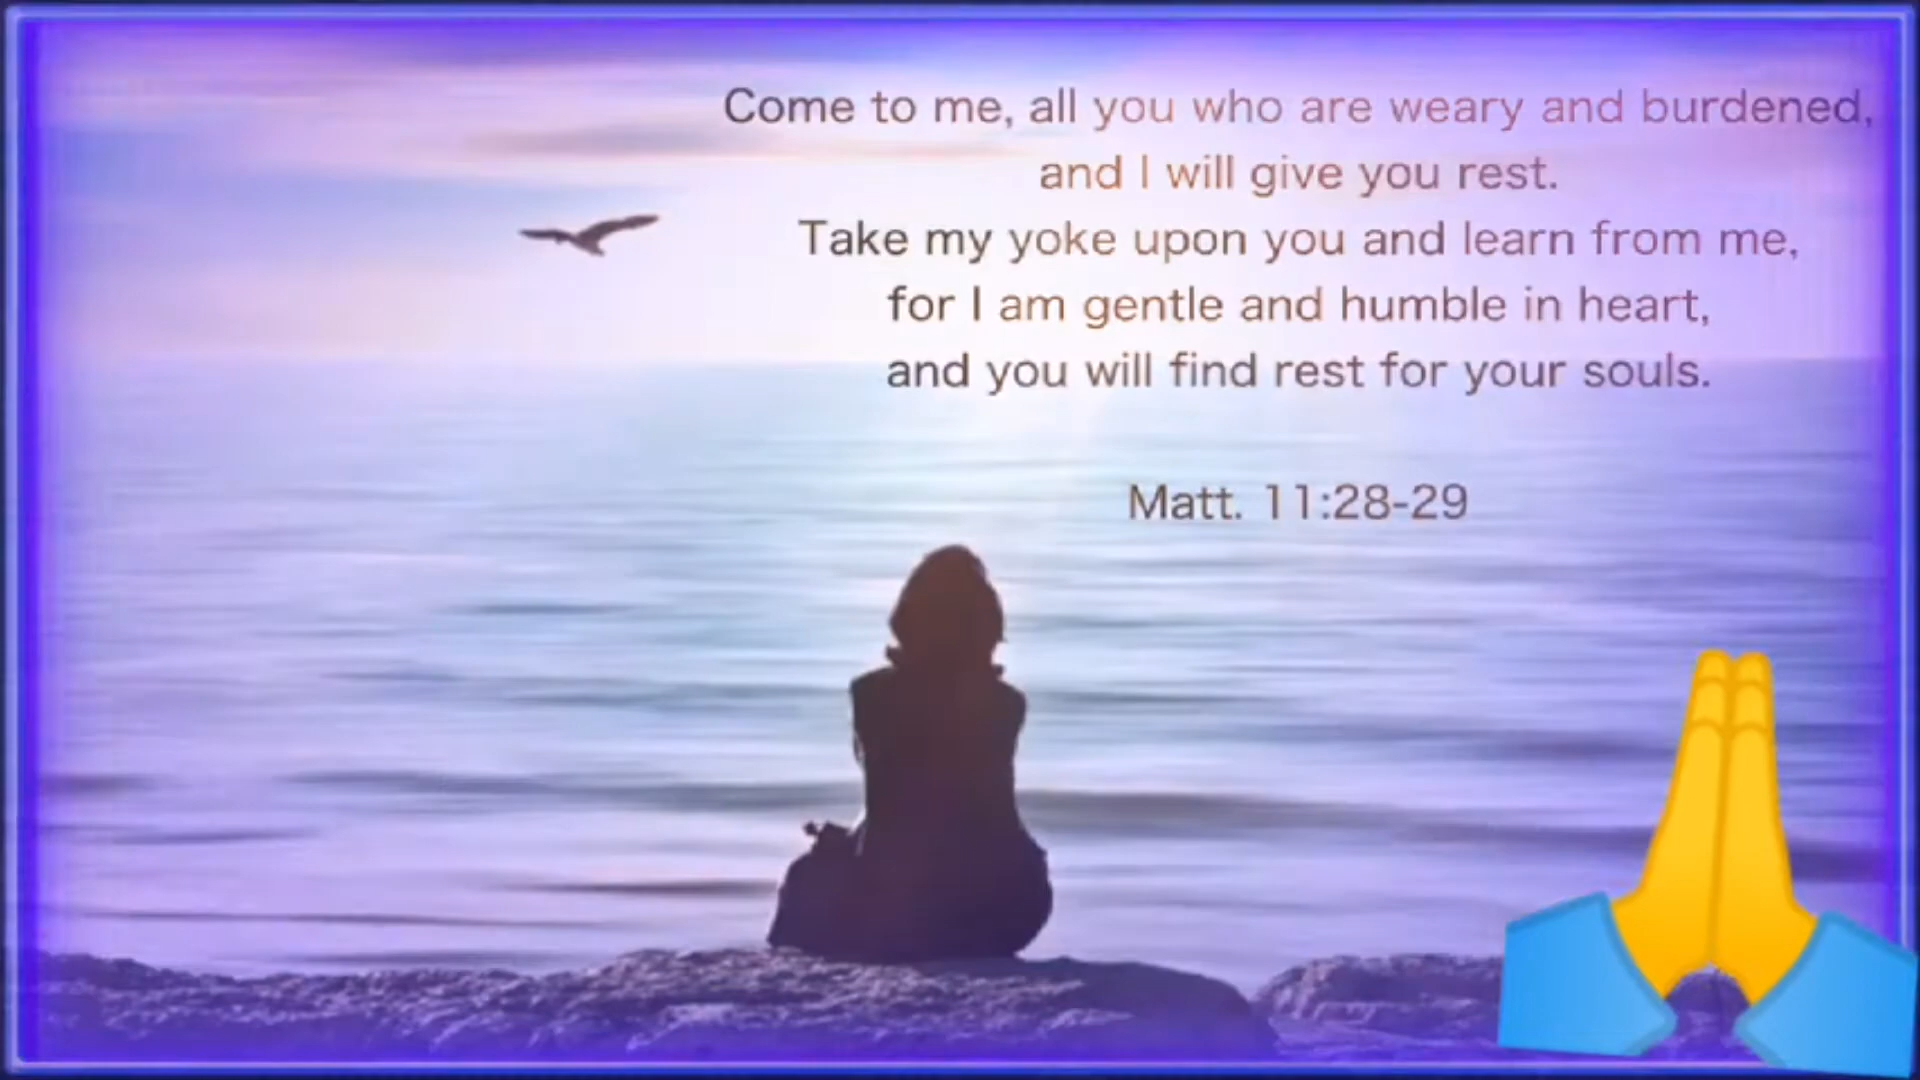 Come to me, all you who are weary and burdened,
and I will give you rest.
Take my yoke upon you and learn from me,
for I am gentle and humble in heart,
and you will find rest for your souls.
Matt. 11:28-29